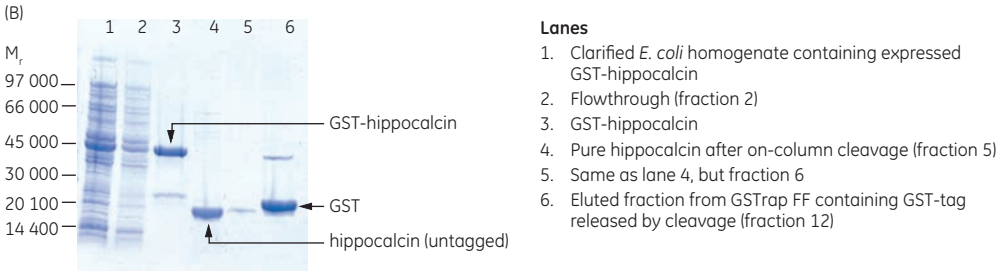 (B)
1 2 3 4 5 6
Mr
97 000
66 000
45 000
30 000
20 100
14 400
GST-hippocalcin
GST
hippocalcin (untagged)
Lanes
1. Clarified E. coli homogenate containing expressed
GST-hippocalcin
2. Flowthrough (fraction 2)
3. GST-hippocalcin
4. Pure hippocalcin after on-column cleavage (fraction 5)
5. Same as lane 4, but fraction 6
6. Eluted fraction from GSTrap FF containing GST-tag
released by cleavage (fraction 12)